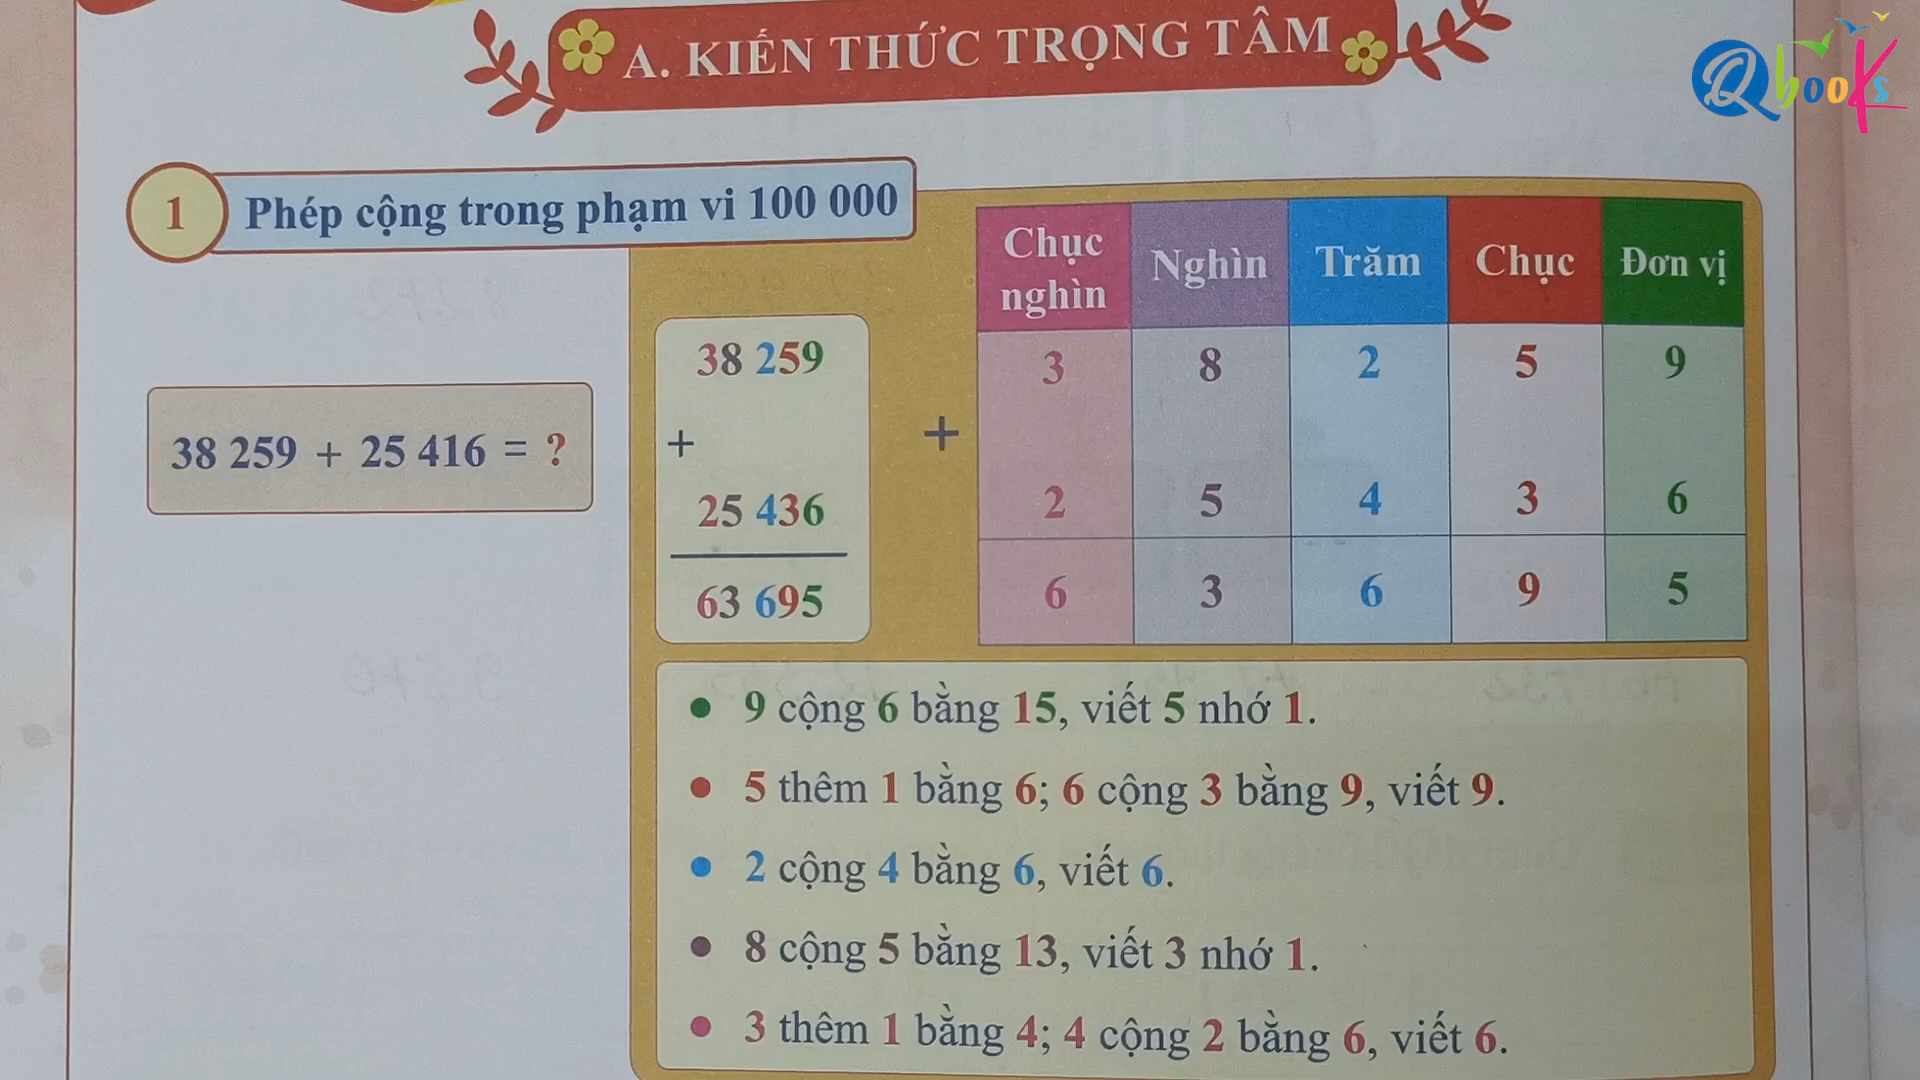 A. KIẾN THỨC TRỌNG TÂM
Qbooks
1 Phép cộng trong phạm vi 100 000
38 259 + 25 416 = ?
38 259
+
25 436
63 695
Chục nghìn Nghìn Trăm Chục Đơn vị
3 8 2 5 9
+
2 5 4 3 6
6 3 6 9 5
• 9 cộng 6 bằng 15, viết 5 nhớ 1.
• 5 thêm 1 bằng 6; 6 cộng 3 bằng 9, viết 9.
• 2 cộng 4 bằng 6, viết 6.
• 8 cộng 5 bằng 13, viết 3 nhớ 1.
• 3 thêm 1 bằng 4; 4 cộng 2 bằng 6, viết 6.